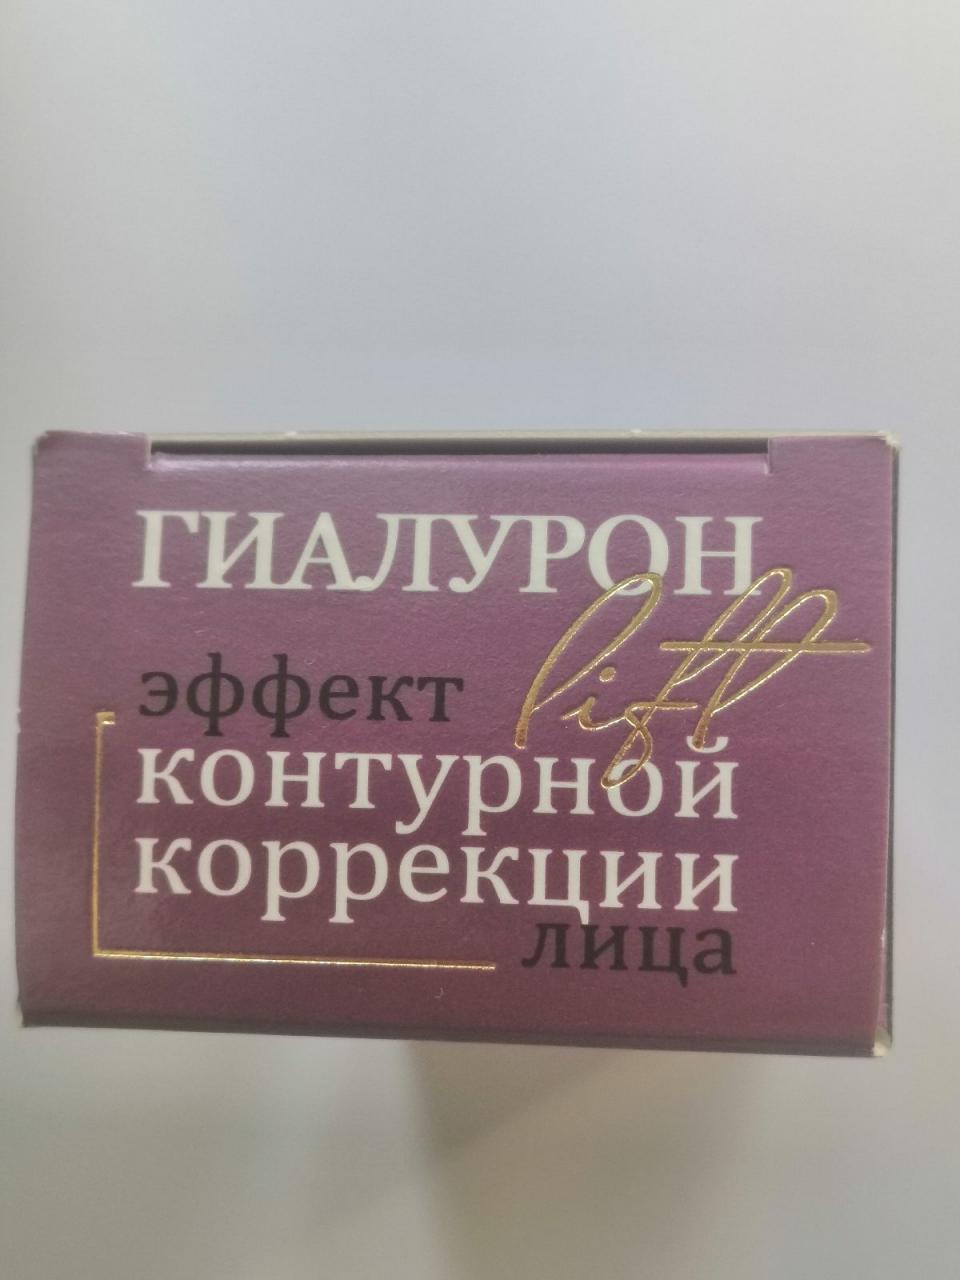 ГИАЛУРОН
lift
эффект
контурной
коррекции
лица